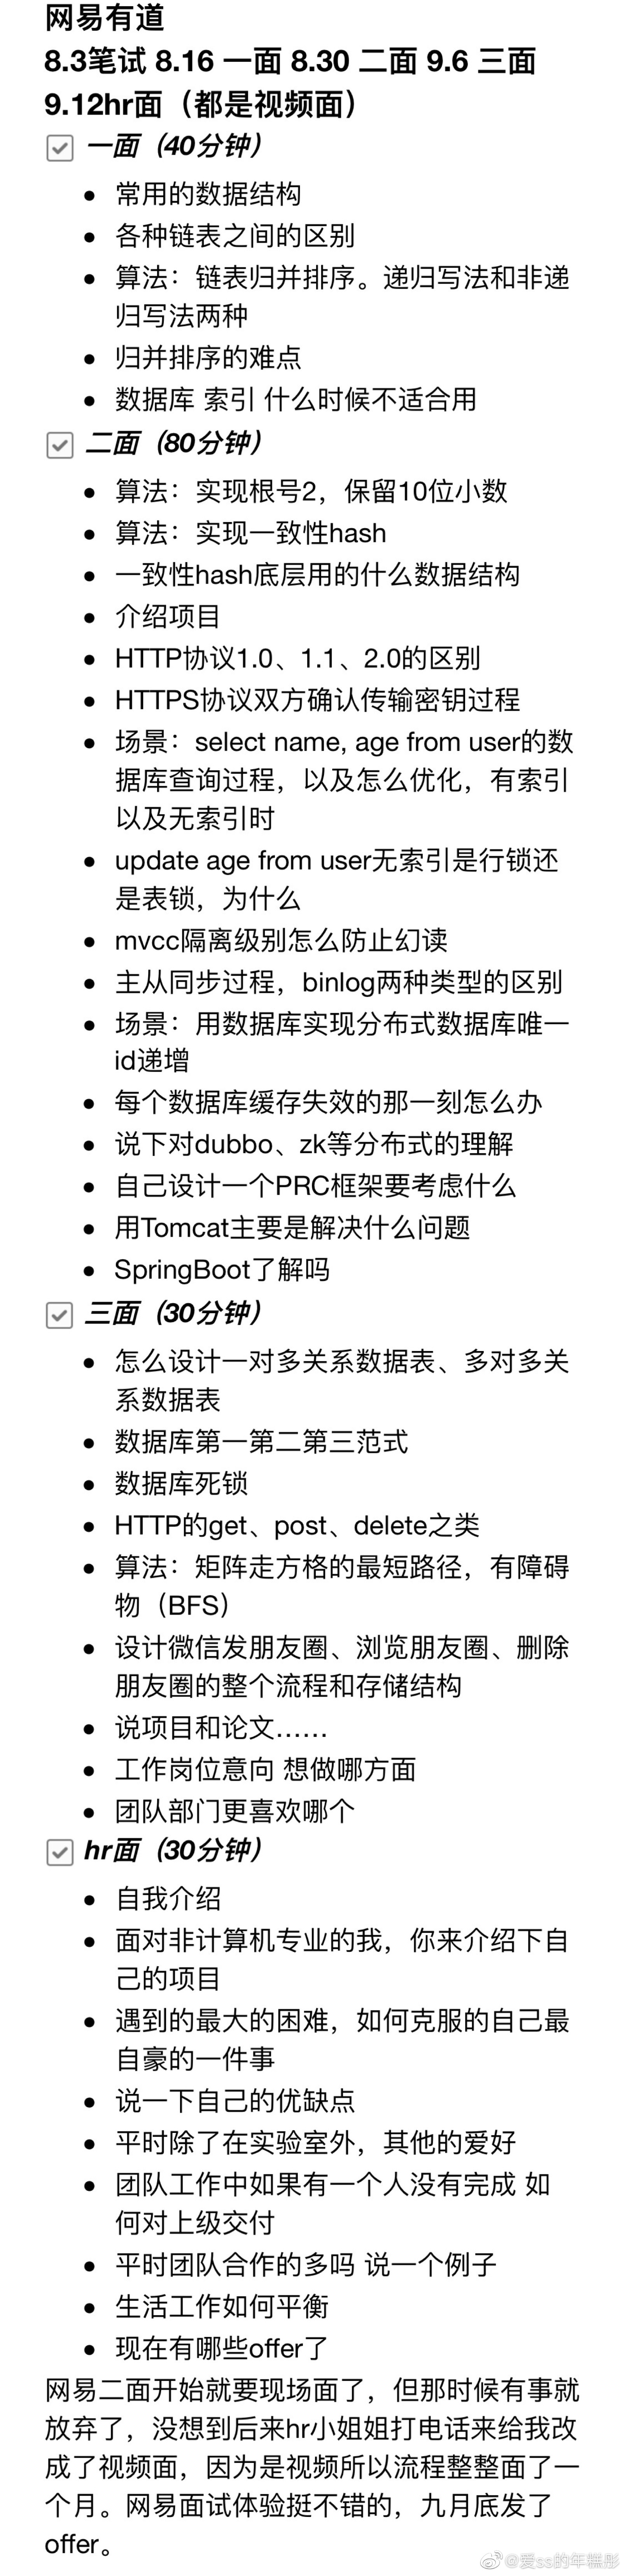 网易有道
8.3笔试 8.16 一面 8.30 二面 9.6 三面
9.12hr面（都是视频面）
一面（40分钟）
• 常用的数据结构
• 各种链表之间的区别
• 算法：链表归并排序。递归写法和非递
归写法两种
• 归并排序的难点
• 数据库 索引 什么时候不适合用
二面（80分钟）
• 算法：实现根号2，保留10位小数
• 算法：实现一致性hash
• 一致性hash底层用的什么数据结构
• 介绍项目
• HTTP协议1.0、1.1、2.0的区别
• HTTPS协议双方确认传输密钥过程
• 场景：select name, age from user的数
据库查询过程，以及怎么优化，有索引
以及无索引时
• update age from user无索引是行锁还
是表锁，为什么
• mvcc隔离级别怎么防止幻读
• 主从同步过程，binlog两种类型的区别
• 场景：用数据库实现分布式数据库唯一
id递增
• 每个数据库缓存失效的那一刻怎么办
• 说下对dubbo、zk等分布式的理解
• 自己设计一个PRC框架要考虑什么
• 用Tomcat主要是解决什么问题
• SpringBoot了解吗
三面（30分钟）
• 怎么设计一对多关系数据表、多对多关
系数据表
• 数据库第一第二第三范式
• 数据库死锁
• HTTP的get、post、delete之类
• 算法：矩阵走方格的最短路径，有障碍
物（BFS）
• 设计微信发朋友圈、浏览朋友圈、删除
朋友圈的整个流程和存储结构
• 说项目和论文……
• 工作岗位意向 想做哪方面
• 团队部门更喜欢哪个
hr面（30分钟）
• 自我介绍
• 面对非计算机专业的我，你来介绍下自
己的项目
• 遇到的最大的困难，如何克服的自己最
自豪的一件事
• 说一下自己的优缺点
• 平时除了在实验室外，其他的爱好
• 团队工作中如果有一个人没有完成 如
何对上级交付
• 平时团队合作的多吗 说一个例子
• 生活工作如何平衡
• 现在有哪些offer了
网易二面开始就要现场面了，但那时候有事就
放弃了，没想到后来hr小姐姐打电话来给我改
成了视频面，因为是视频所以流程整整面了一
个月。网易面试体验挺不错的，九月底发了
offer。
@爱ss的年糕彤